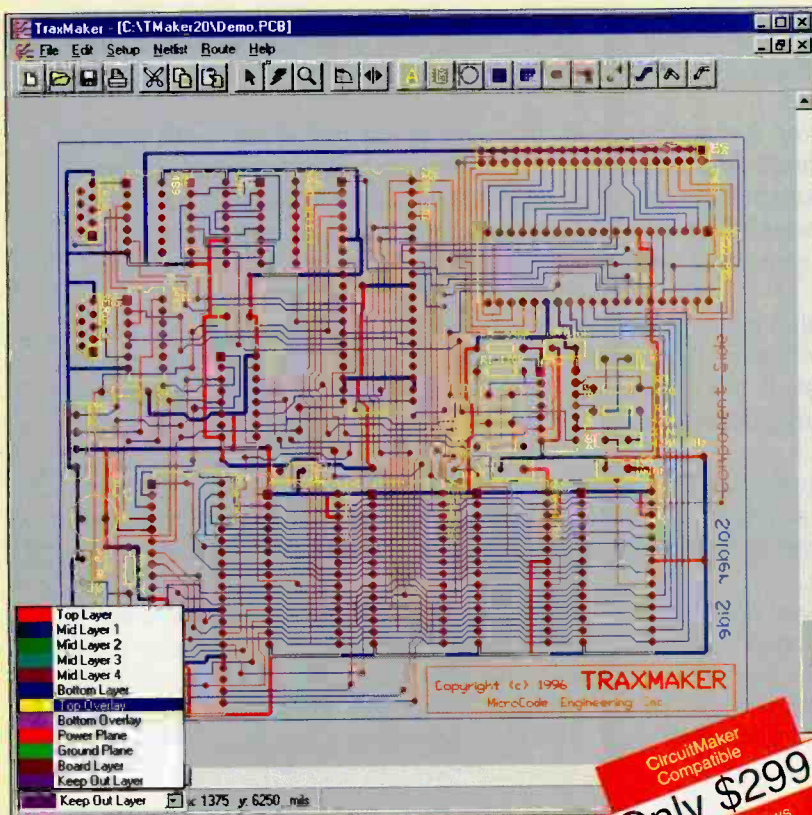 TraxMaker - [C:\TMaker20\Demo.PCB]
File Edit Setup Netlist Route Help
Component Side
Solder Side
Copyright (c) 1996 TRAXMAKER
MicroCode Engineering Inc
Top Layer
Mid Layer 1
Mid Layer 2
Mid Layer 3
Mid Layer 4
Bottom Layer
Top Overlay
Bottom Overlay
Power Plane
Ground Plane
Board Layer
Keep Out Layer
Keep Out Layer x: 1375 y: 6250 mils
CircuitMaker
Compatible
Only $299